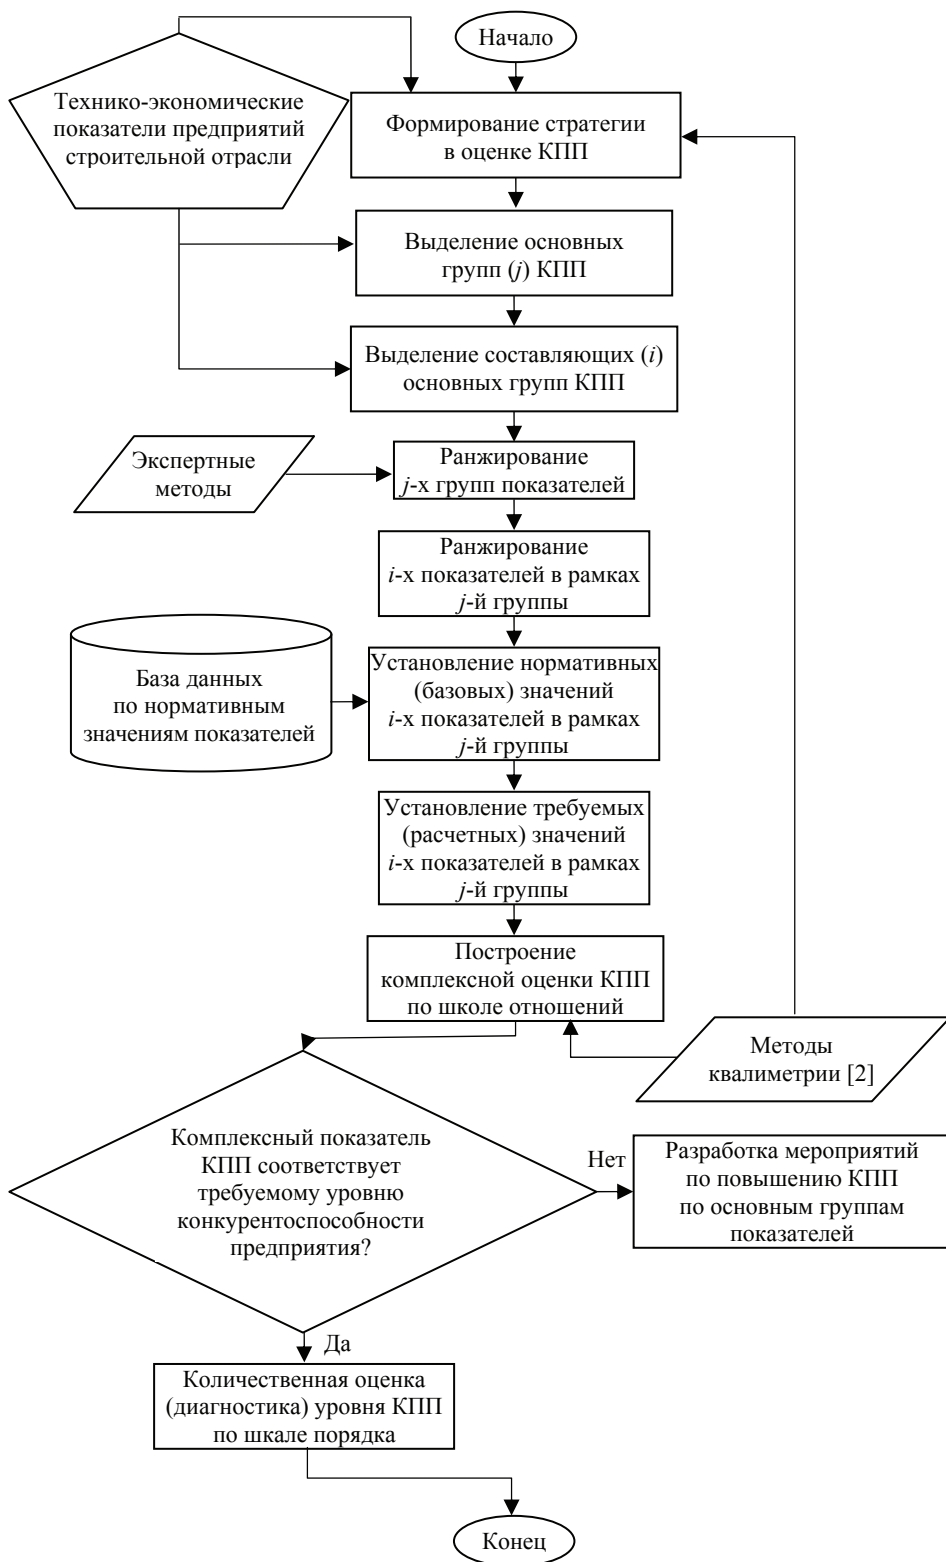 Начало
Технико-экономические
показатели предприятий
строительной отрасли
Формирование стратегии
в оценке КПП
Выделение основных
групп (j) КПП
Выделение составляющих (i)
основных групп КПП
Экспертные
методы
Ранжирование
j-х групп показателей
Ранжирование
i-х показателей в рамках
j-й группы
База данных
по нормативным
значениям показателей
Установление нормативных
(базовых) значений
i-х показателей в рамках
j-й группы
Установление требуемых
(расчетных) значений
i-х показателей в рамках
j-й группы
Построение
комплексной оценки КПП
по школе отношений
Методы
квалиметрии [2]
Комплексный показатель
КПП соответствует
требуемому уровню
конкурентоспособности
предприятия?
Нет
Разработка мероприятий
по повышению КПП
по основным группам
показателей
Да
Количественная оценка
(диагностика) уровня КПП
по шкале порядка
Конец